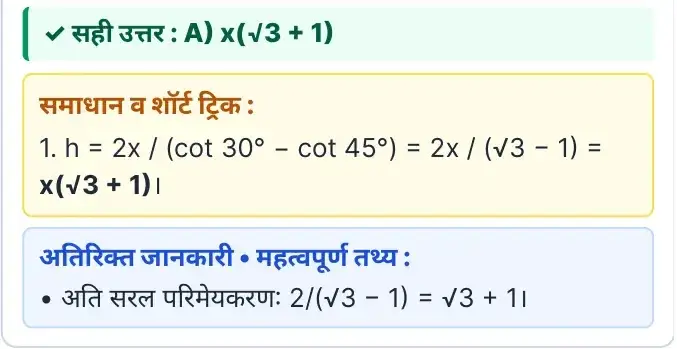 ✓ सही उत्तर : A) x(√3 + 1)
समाधान व शॉर्ट ट्रिक :
1. h = 2x / (cot 30° − cot 45°) = 2x / (√3 − 1) =
x(√3 + 1)।
अतिरिक्त जानकारी • महत्वपूर्ण तथ्य :
• अति सरल परिमेयकरण: 2/(√3 − 1) = √3 + 1।